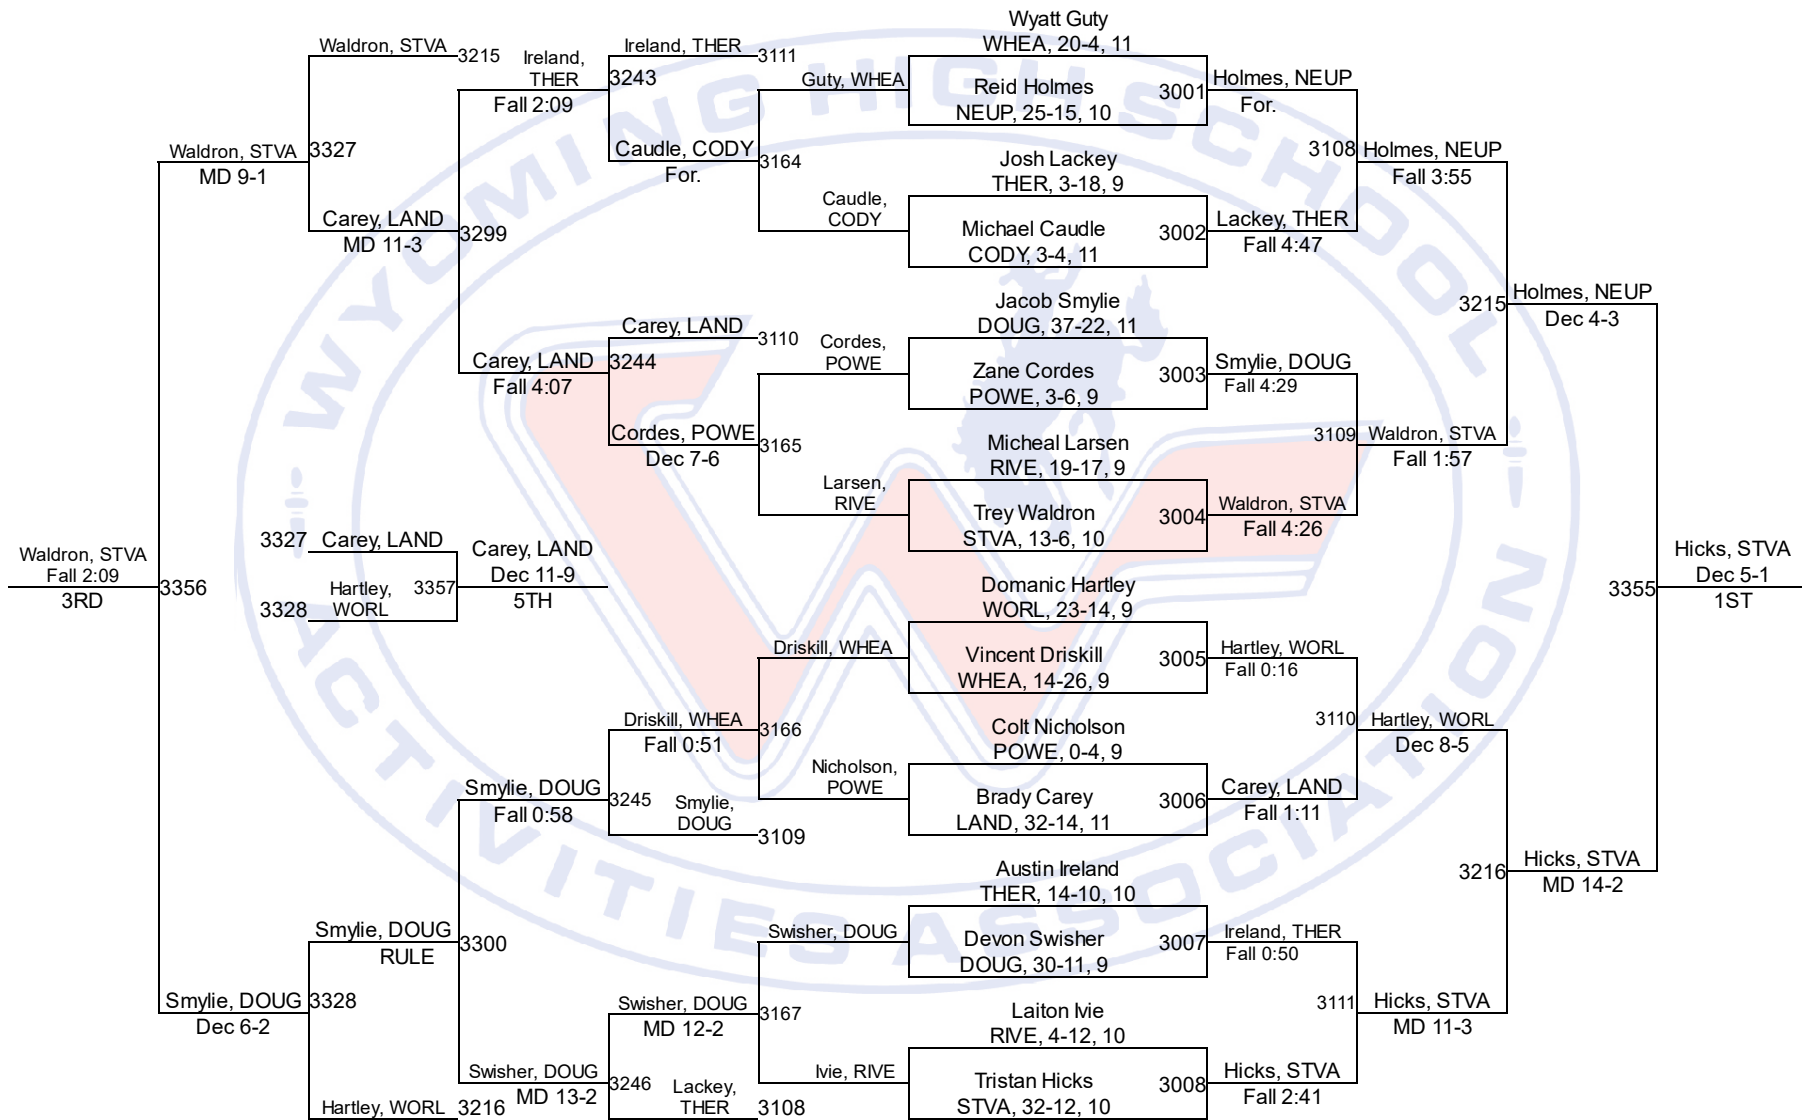 Wyatt Guty
WHEA, 20-4, 11
Waldron, STVA
3215
Ireland,
THER
Fall 2:09
Ireland, THER
3111
3243
Guty, WHEA
Reid Holmes
NEUP, 25-15, 10
3001
Holmes, NEUP
For.
Waldron, STVA
MD 9-1
3327
Caudle, CODY
For.
3164
Josh Lackey
THER, 3-18, 9
3108
Holmes, NEUP
Fall 3:55
Carey, LAND
MD 11-3
3299
Caudle,
CODY
Michael Caudle
CODY, 3-4, 11
3002
Lackey, THER
Fall 4:47
Jacob Smylie
DOUG, 37-22, 11
3215
Holmes, NEUP
Dec 4-3
Carey, LAND
3110
Carey, LAND
Fall 4:07
3244
Cordes,
POWE
Zane Cordes
POWE, 3-6, 9
3003
Smylie, DOUG
Fall 4:29
Cordes, POWE
Dec 7-6
3165
Micheal Larsen
RIVE, 19-17, 9
3109
Waldron, STVA
Fall 1:57
Larsen,
RIVE
Trey Waldron
STVA, 13-6, 10
3004
Waldron, STVA
Fall 4:26
Waldron, STVA
Fall 2:09
3RD
3356
3327
Carey, LAND
Hartley,
WORL
3328
3357
Carey, LAND
Dec 11-9
5TH
Domanic Hartley
WORL, 23-14, 9
3355
Hicks, STVA
Dec 5-1
1ST
Driskill, WHEA
Vincent Driskill
WHEA, 14-26, 9
3005
Hartley, WORL
Fall 0:16
Driskill, WHEA
Fall 0:51
3166
Colt Nicholson
POWE, 0-4, 9
3110
Hartley, WORL
Dec 8-5
Smylie, DOUG
Fall 0:58
3245
Smylie,
DOUG
3109
Nicholson,
POWE
Brady Carey
LAND, 32-14, 11
3006
Carey, LAND
Fall 1:11
Austin Ireland
THER, 14-10, 10
3216
Hicks, STVA
MD 14-2
Smylie, DOUG
RULE
3300
Swisher, DOUG
Devon Swisher
DOUG, 30-11, 9
3007
Ireland, THER
Fall 0:50
Smylie, DOUG
Dec 6-2
3328
Swisher, DOUG
MD 12-2
3167
Laiton Ivie
RIVE, 4-12, 10
3111
Hicks, STVA
MD 11-3
Swisher, DOUG
MD 13-2
3246
Lackey,
THER
3108
Ivie, RIVE
Tristan Hicks
STVA, 32-12, 10
3008
Hicks, STVA
Fall 2:41
Hartley, WORL
3216
WYOMING HIGH SCHOOL
ACTIVITIES ASSOCIATION